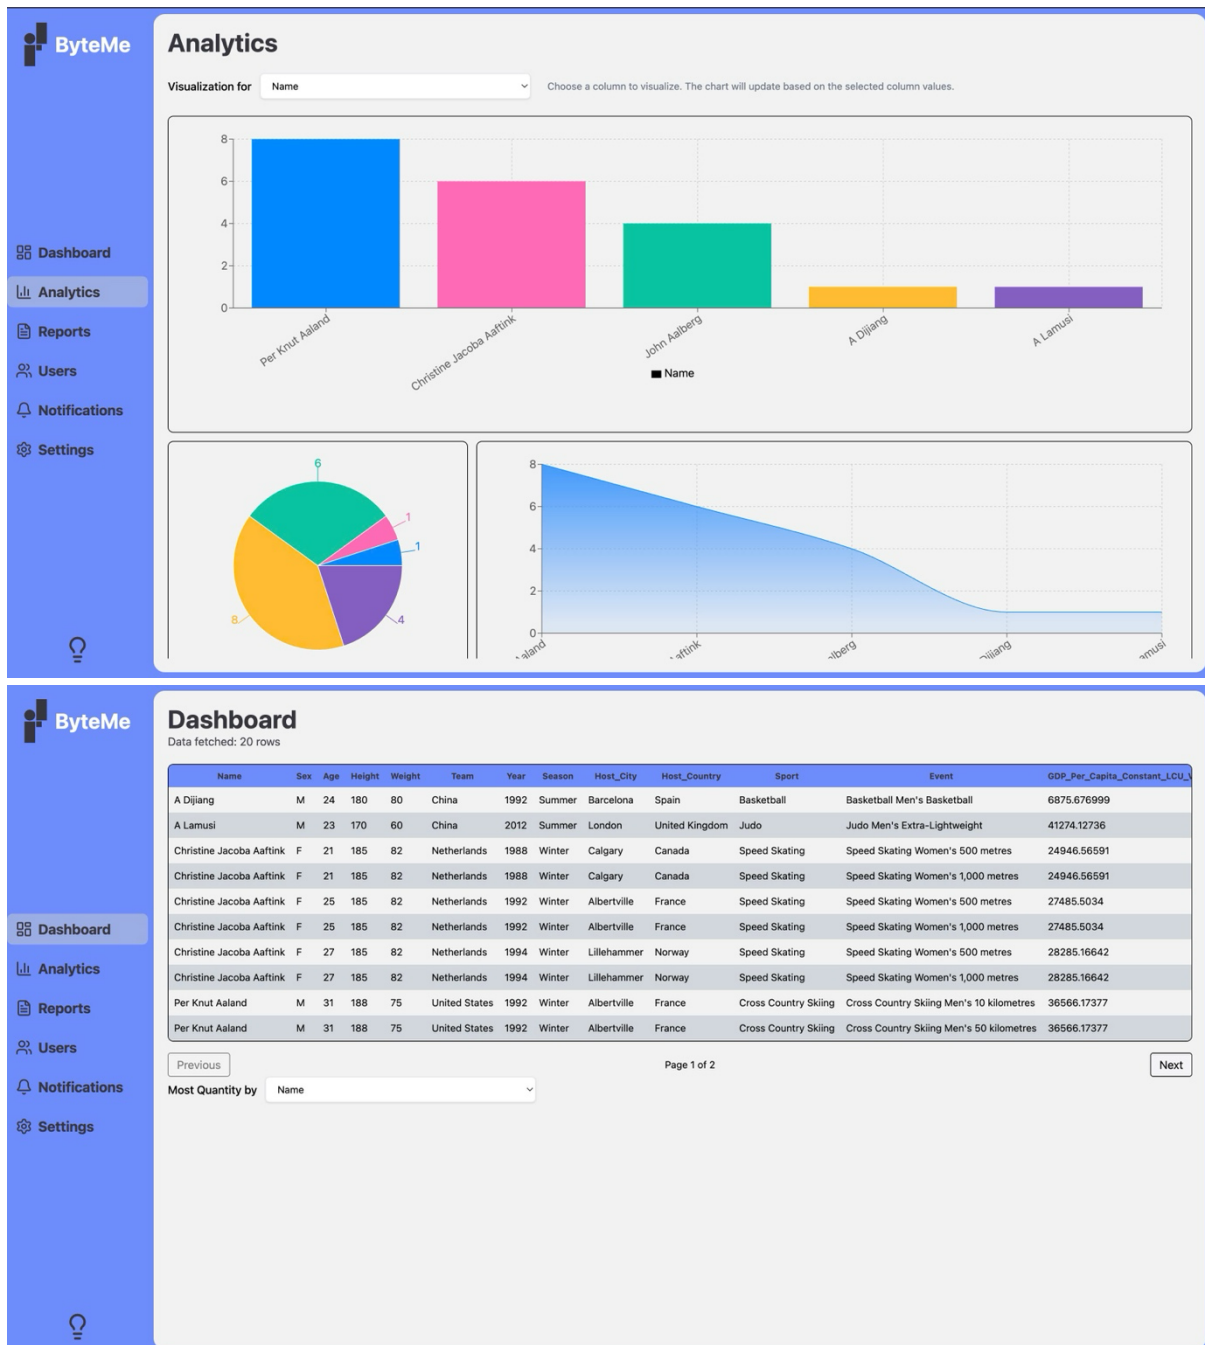 ByteMe
Analytics
Visualization for Name Choose a column to visualize. The chart will update based on the selected column values.
Dashboard
Analytics
Reports
Users
Notifications
Settings
8
6
4
2
0
Per Knut Aaland
Christine Jacoba Aaftink
John Aalberg
A Dijiang
A Lamusi
Name
6
1
1
8
4
8
6
4
2
0
aland
aftink
lberg
Dijiang
amusi
ByteMe
Dashboard
Data fetched: 20 rows
Name Sex Age Height Weight Team Year Season Host_City Host_Country Sport Event GDP_Per_Capita_Constant_LCU_V
A Dijiang M 24 180 80 China 1992 Summer Barcelona Spain Basketball Basketball Men's Basketball 6875.676999
A Lamusi M 23 170 60 China 2012 Summer London United Kingdom Judo Judo Men's Extra-Lightweight 41274.12736
Christine Jacoba Aaftink F 21 185 82 Netherlands 1988 Winter Calgary Canada Speed Skating Speed Skating Women's 500 metres 24946.56591
Christine Jacoba Aaftink F 21 185 82 Netherlands 1988 Winter Calgary Canada Speed Skating Speed Skating Women's 1,000 metres 24946.56591
Christine Jacoba Aaftink F 25 185 82 Netherlands 1992 Winter Albertville France Speed Skating Speed Skating Women's 500 metres 27485.5034
Christine Jacoba Aaftink F 25 185 82 Netherlands 1992 Winter Albertville France Speed Skating Speed Skating Women's 1,000 metres 27485.5034
Christine Jacoba Aaftink F 27 185 82 Netherlands 1994 Winter Lillehammer Norway Speed Skating Speed Skating Women's 500 metres 28285.16642
Christine Jacoba Aaftink F 27 185 82 Netherlands 1994 Winter Lillehammer Norway Speed Skating Speed Skating Women's 1,000 metres 28285.16642
Per Knut Aaland M 31 188 75 United States 1992 Winter Albertville France Cross Country Skiing Cross Country Skiing Men's 10 kilometres 36566.17377
Per Knut Aaland M 31 188 75 United States 1992 Winter Albertville France Cross Country Skiing Cross Country Skiing Men's 50 kilometres 36566.17377
Previous Page 1 of 2 Next
Most Quantity by Name
Dashboard
Analytics
Reports
Users
Notifications
Settings